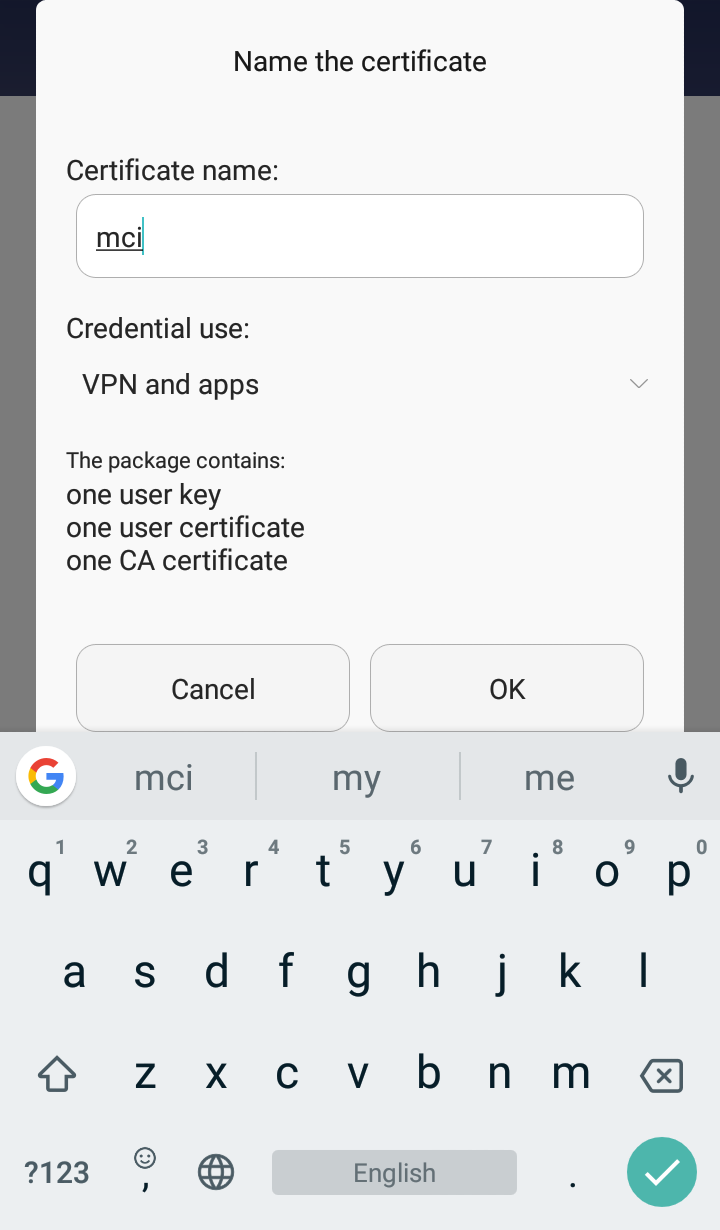 Name the certificate
Certificate name:
mci
Credential use:
VPN and apps
The package contains:
one user key
one user certificate
one CA certificate
Cancel OK
G mci my me
1 2 3 4 5 6 7 8 9 0
q w e r t y u i o p
a s d f g h j k l
z x c v b n m
?123 , English .